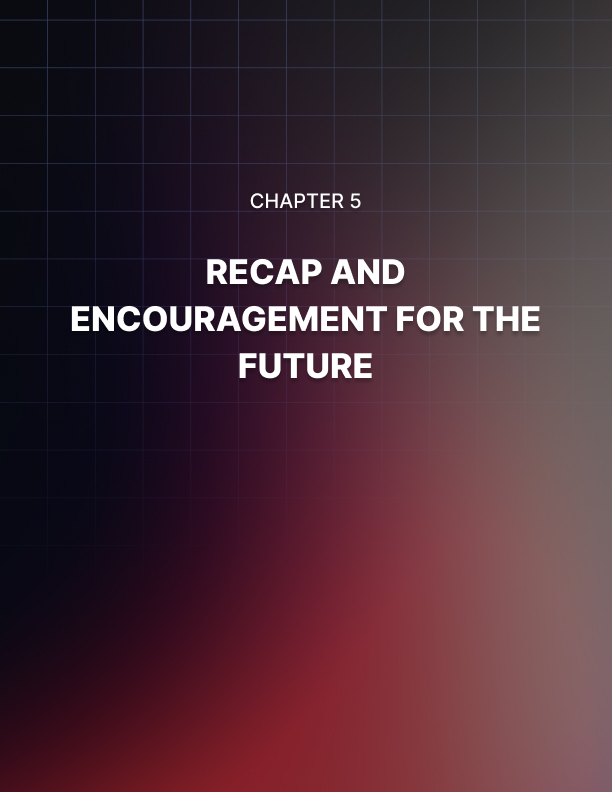 CHAPTER 5
RECAP AND
ENCOURAGEMENT FOR THE
FUTURE